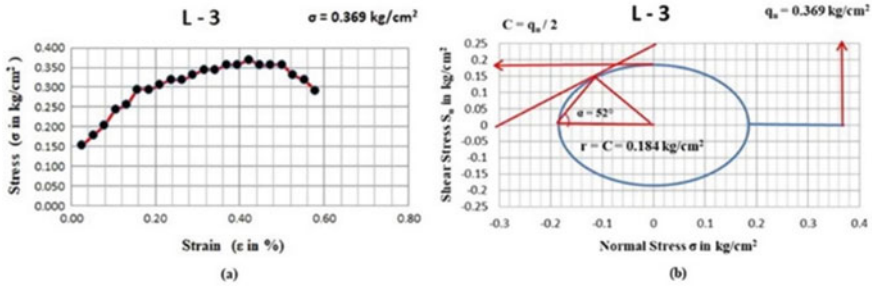 L - 3
σ = 0.369 kg/cm²
Stress (σ in kg/cm²)
0.400
0.350
0.300
0.250
0.200
0.150
0.100
0.050
0.000
0.00 0.20 0.40 0.60 0.80
Strain (ε in %)
(a)
C = qᵤ / 2
L - 3
qᵤ = 0.369 kg/cm²
Shear Stress Sᵤ in kg/cm²
0.25
0.2
0.15
0.1
0.05
0
-0.05
-0.1
-0.15
-0.2
-0.25
α = 52°
r = C = 0.184 kg/cm²
-0.3 -0.2 -0.1 0 0.1 0.2 0.3 0.4
Normal Stress σ in kg/cm²
(b)